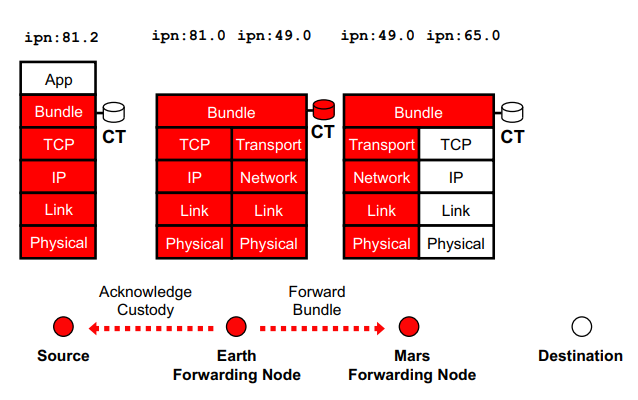 ipn:81.2
ipn:81.0 ipn:49.0
ipn:49.0 ipn:65.0
App
Bundle
CT
TCP
IP
Link
Physical
Bundle
CT
TCP Transport
IP Network
Link Link
Physical Physical
Bundle
CT
Transport TCP
Network IP
Link Link
Physical Physical
Acknowledge
Custody
Forward
Bundle
Source
Earth
Forwarding Node
Mars
Forwarding Node
Destination